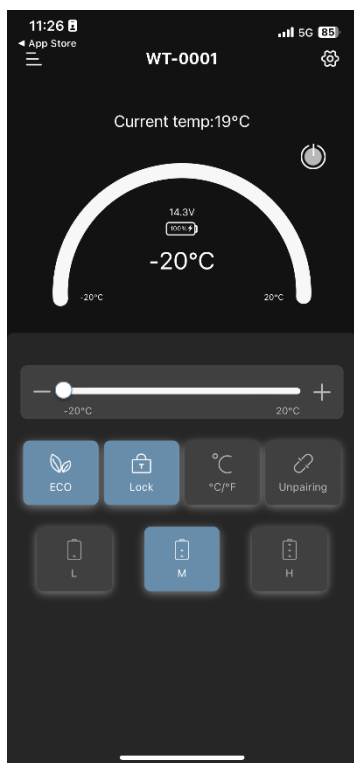 11:26
5G 85
◀ App Store
WT-0001
Current temp:19°C
14.3V
100%
-20°C
-20°C 20°C
-20°C 20°C
ECO Lock °C °C/°F Unpairing
L M H